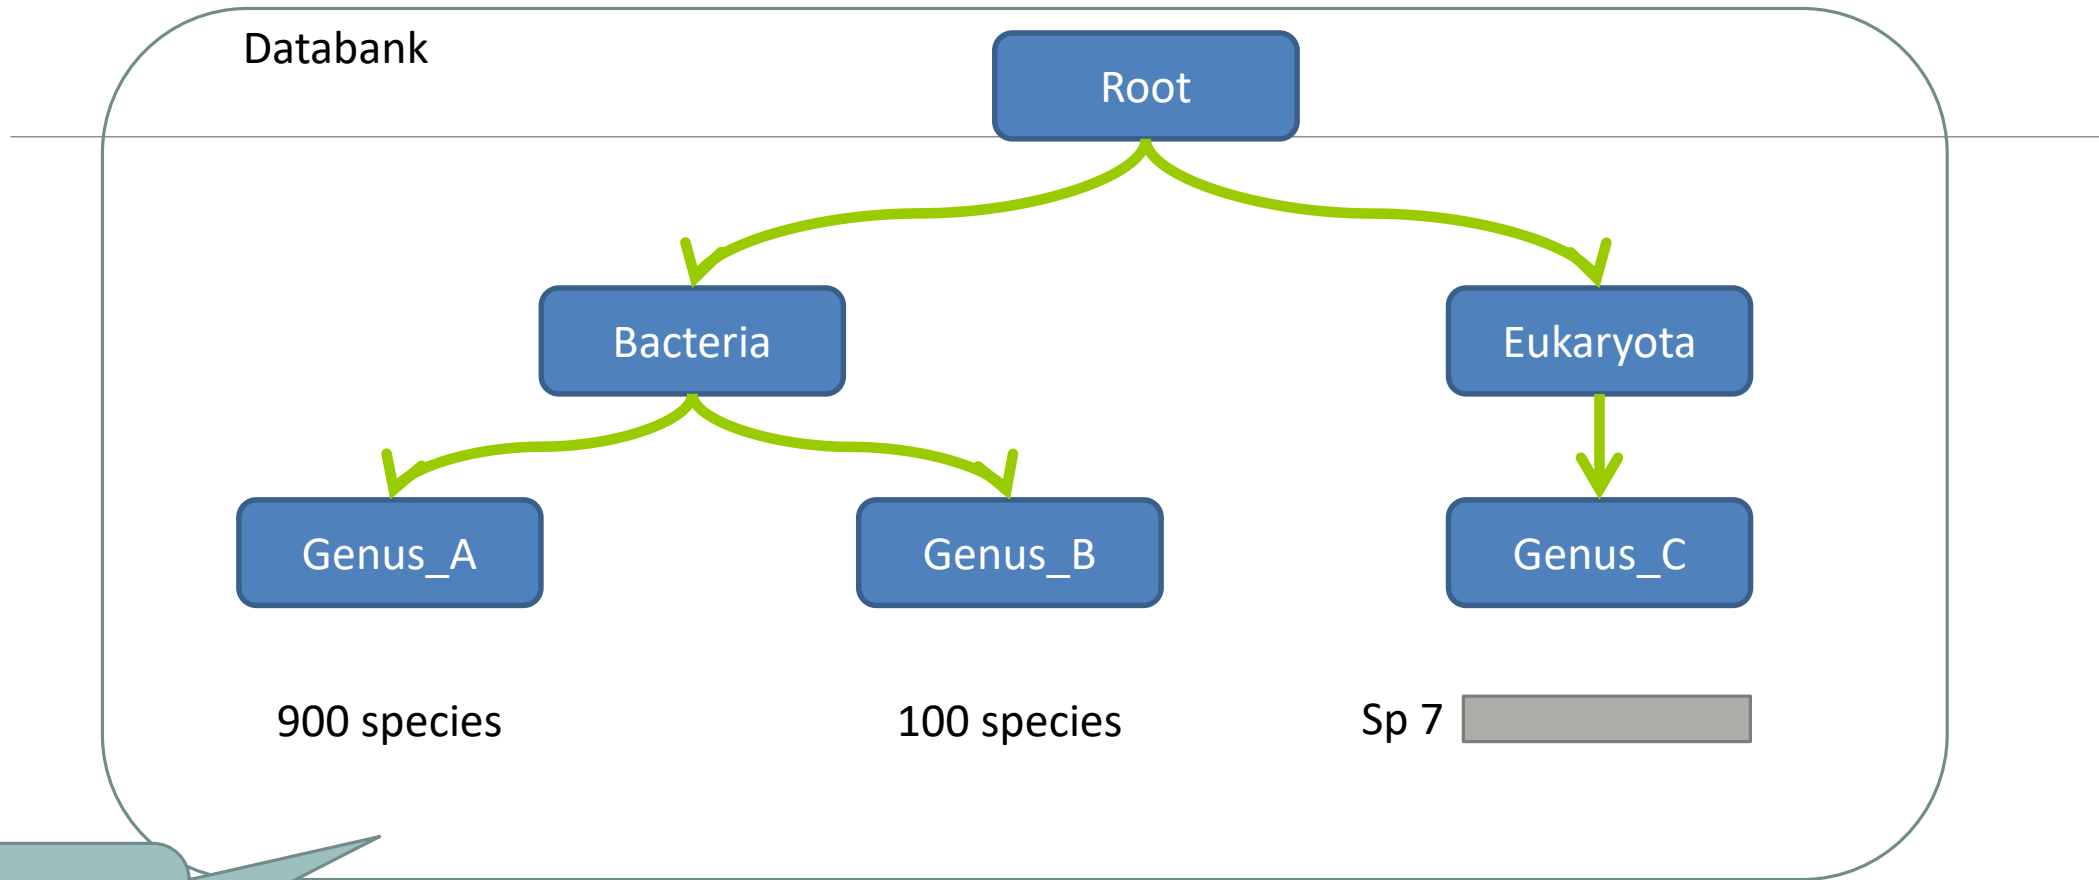 Databank
Root
Bacteria
Eukaryota
Genus_A
Genus_B
Genus_C
900 species
100 species
Sp 7